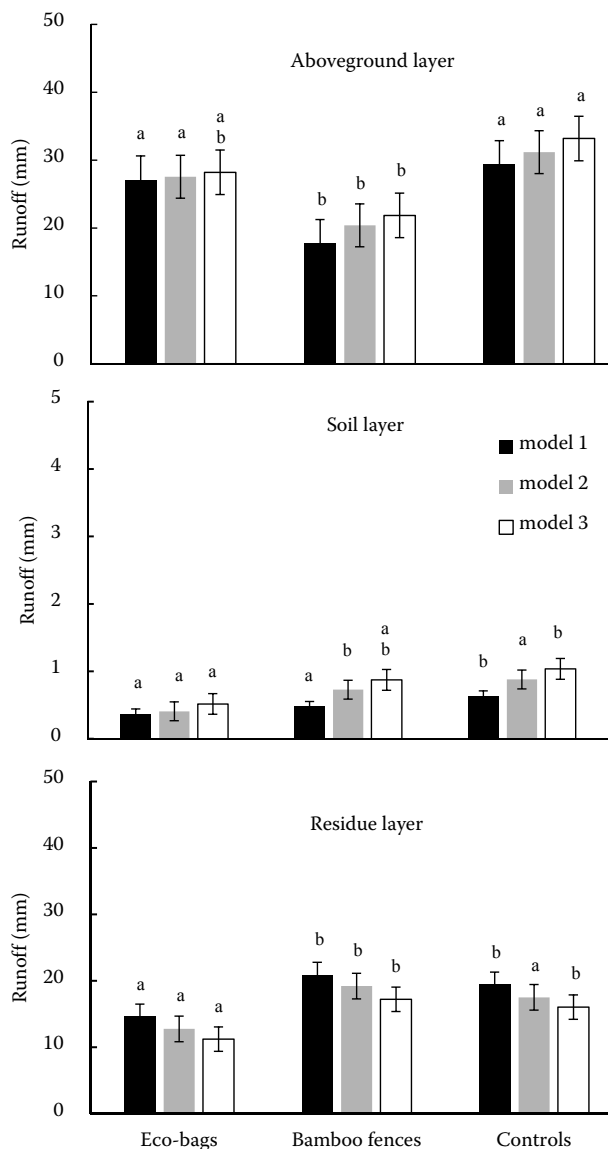 50
Aboveground layer
40
a a a a
a a b
30
b b b
20
10
0
Runoff (mm)
5
Soil layer
4
model 1
model 2
3
model 3
2
a
b b a b
1
a a a a b
0
Runoff (mm)
50
Residue layer
40
30
b b b b a b
20
a a a
10
0
Runoff (mm)
Eco-bags Bamboo fences Controls